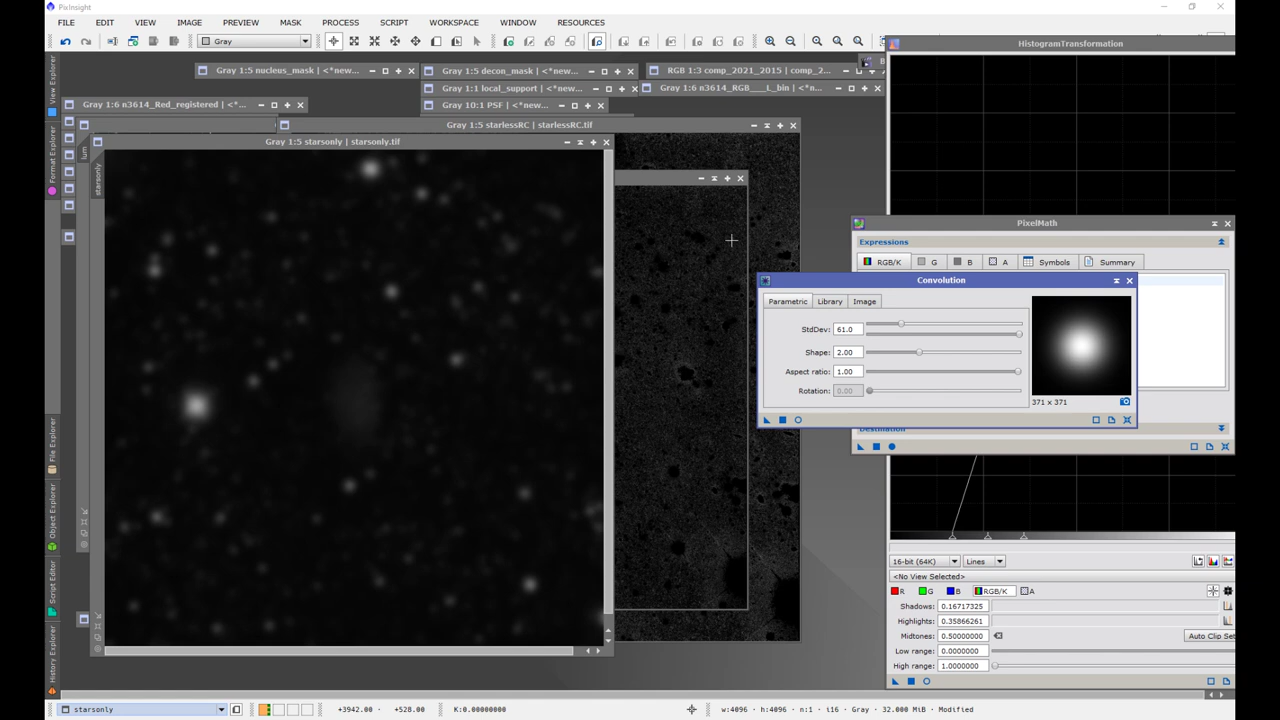 PixInsight
FILE EDIT VIEW IMAGE PREVIEW MASK PROCESS SCRIPT WORKSPACE WINDOW RESOURCES
Gray
HistogramTransformation
Gray 1:5 nucleus_mask | <*new...
Gray 1:5 decon_mask | <*new...
Gray 1:1 local_support | <*new...
Gray 1:6 n3614_Red_registered | <*...
Gray 10:1 PSF | <*new...
RGB 1:6 n3614_RGB___L_bin | <*n...
Gray 1:5 starlessRC | starlessRC.tif
Gray 1:5 starsonly | starsonly.tif
View Explorer
Format Explorer
File Explorer
Object Explorer
Script Editor
History Explorer
lum
starsonly
PixelMath
Expressions
RGB/K G B A Symbols Summary
Convolution
Parametric Library Image
StdDev: 61.0
Shape: 2.00
Aspect ratio: 1.00
Rotation: 0.00
371 x 371
Destination
16-bit (64K) Lines
<No View Selected>
R G B RGB/K A
Shadows: 0.16717325
Highlights: 0.35866261
Midtones: 0.50000000
Auto Clip Set
Low range: 0.0000000
High range: 1.0000000
starsonly
+3942.00 +528.00 K:0.00000000
w:4096 · h:4096 · n:1 · i16 · Gray · 32.000 MiB · Modified